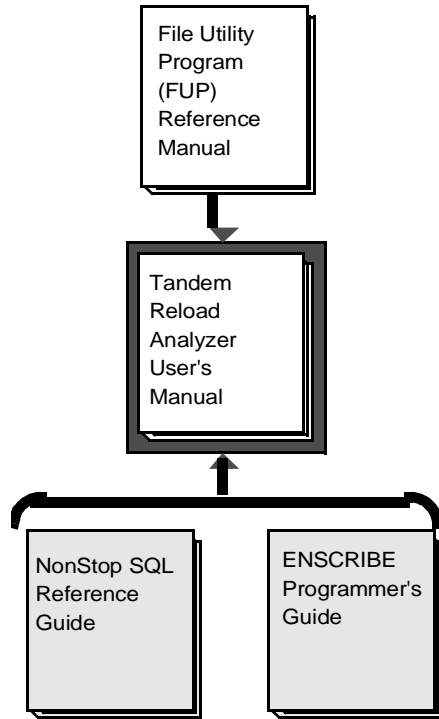 File Utility
Program
(FUP)
Reference
Manual
Tandem
Reload
Analyzer
User's
Manual
NonStop SQL
Reference
Guide
ENSCRIBE
Programmer's
Guide